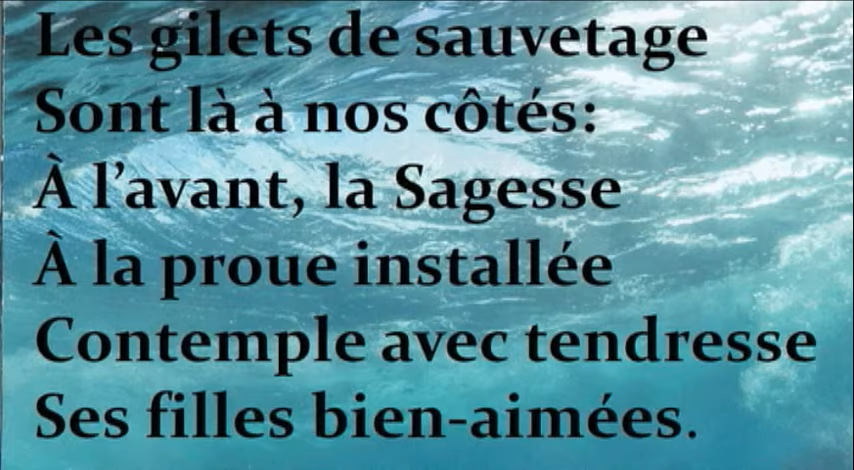 Les gilets de sauvetage
Sont là à nos côtés:
À l’avant, la Sagesse
À la proue installée
Contemple avec tendresse
Ses filles bien-aimées.